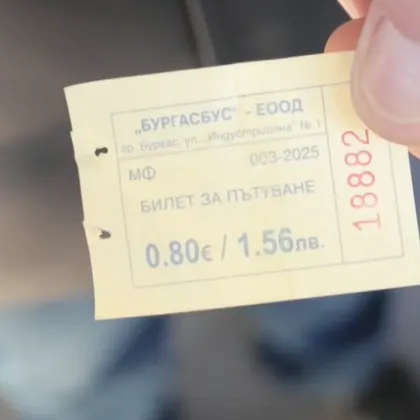 „БУРГАСБУС" - ЕООД
гр. Бургас, ул. „Индустриална" № 1
МФ 003-2025
БИЛЕТ ЗА ПЪТУВАНЕ
0.80€ / 1.56лв.
18882